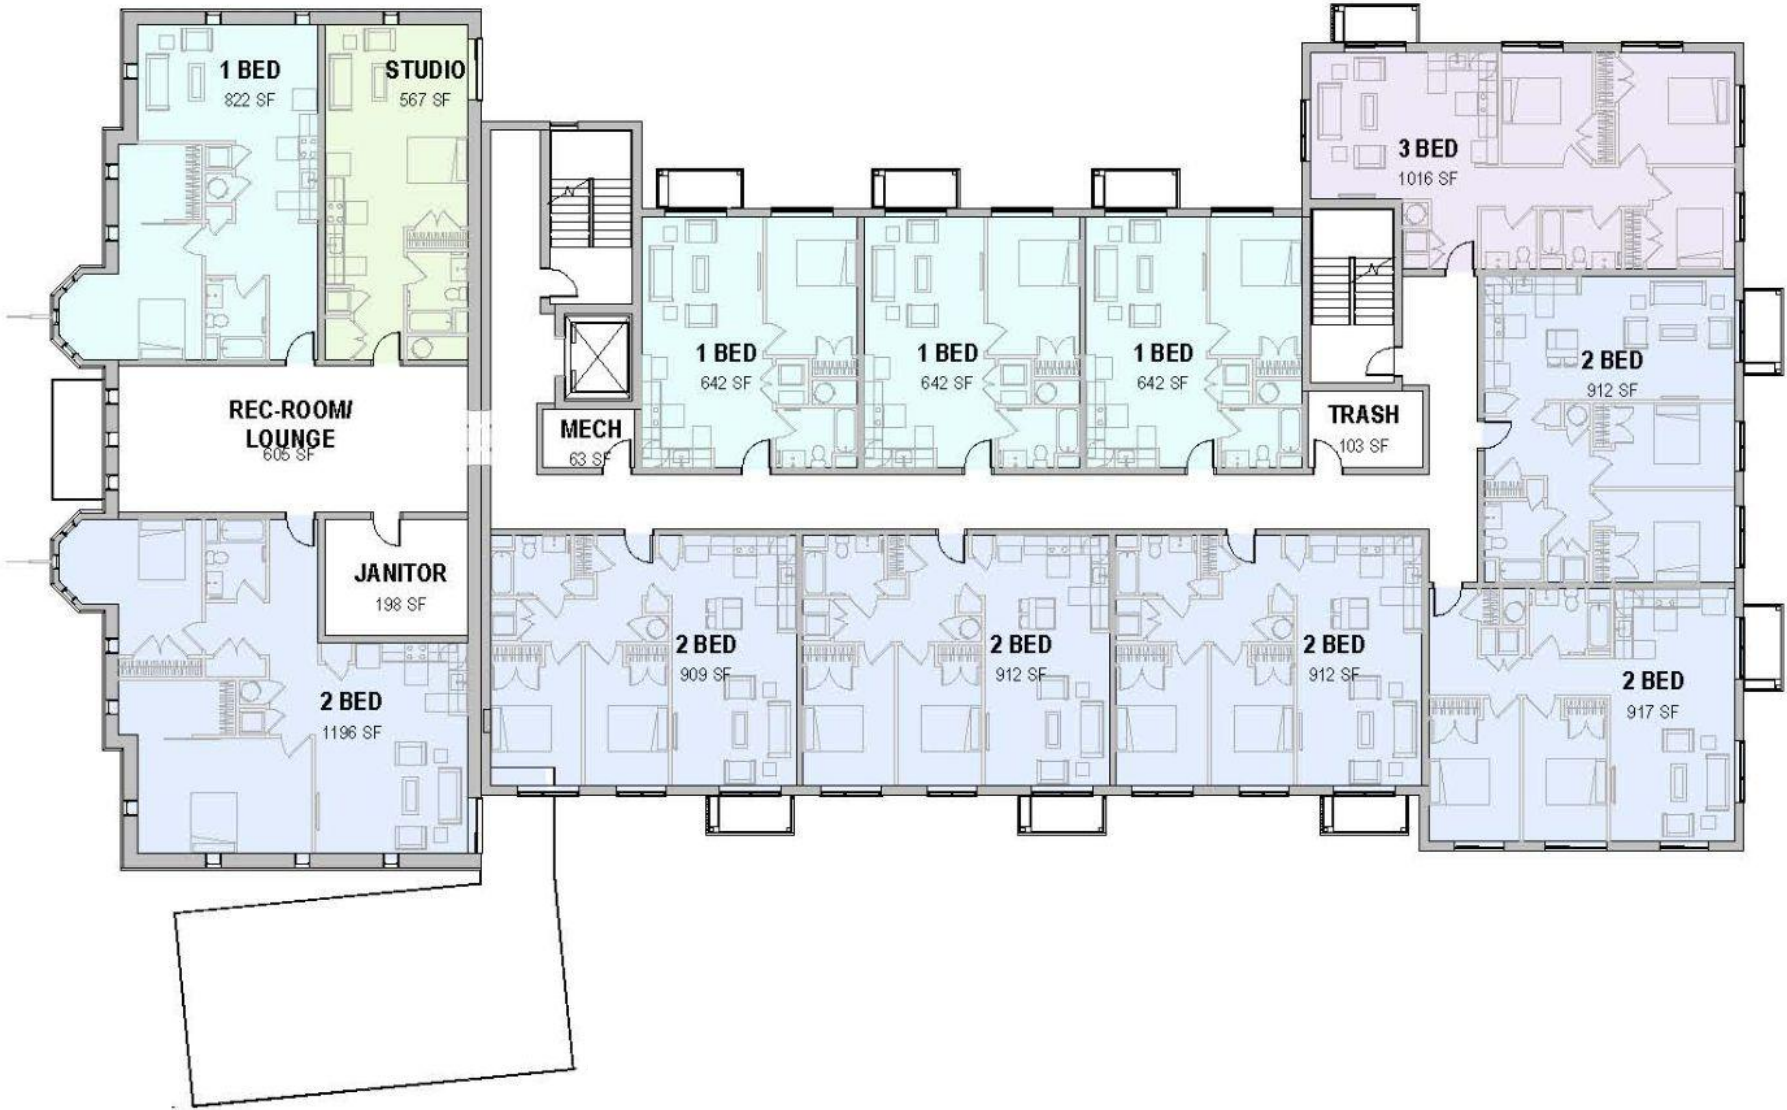 1 BED
822 SF
STUDIO
567 SF
3 BED
1016 SF
1 BED
642 SF
1 BED
642 SF
1 BED
642 SF
2 BED
912 SF
REC-ROOM/
LOUNGE
605 SF
MECH
63 SF
TRASH
103 SF
JANITOR
198 SF
2 BED
1196 SF
2 BED
909 SF
2 BED
912 SF
2 BED
912 SF
2 BED
917 SF